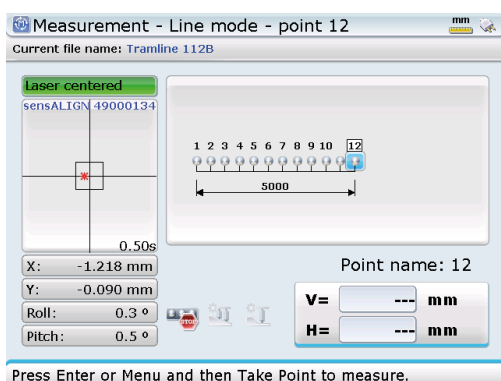 Measurement - Line mode - point 12
mm
Current file name: Tramline 112B
Laser centered
sensALIGN 49000134
0.50s
1 2 3 4 5 6 7 8 9 10 12
5000
X: -1.218 mm
Y: -0.090 mm
Roll: 0.3 º
Pitch: 0.5 º
STOP
Point name: 12
V= --- mm
H= --- mm
Press Enter or Menu and then Take Point to measure.